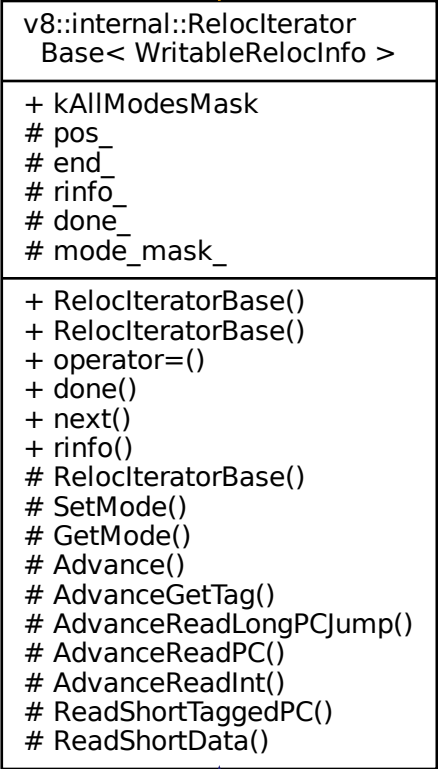 v8::internal::RelocIterator
Base< WritableRelocInfo >
+ kAllModesMask
# pos_
# end_
# rinfo_
# done_
# mode_mask_
+ RelocIteratorBase()
+ RelocIteratorBase()
+ operator=()
+ done()
+ next()
+ rinfo()
# RelocIteratorBase()
# SetMode()
# GetMode()
# Advance()
# AdvanceGetTag()
# AdvanceReadLongPCJump()
# AdvanceReadPC()
# AdvanceReadInt()
# ReadShortTaggedPC()
# ReadShortData()